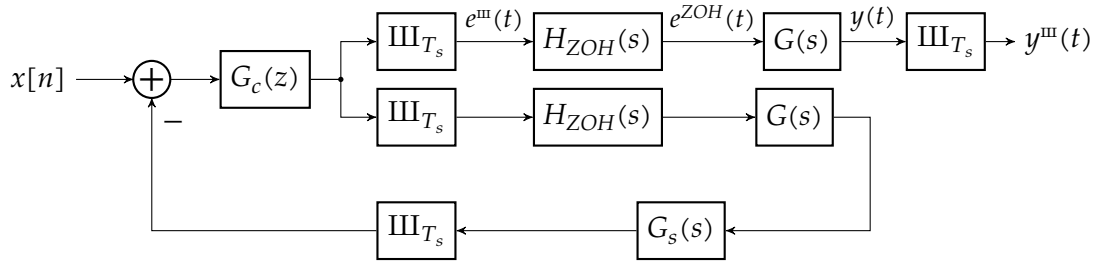 e^Ш(t) e^{ZOH}(t) y(t)
Ш_{T_s} H_{ZOH}(s) G(s) Ш_{T_s} y^Ш(t)
x[n] + G_c(z)
−
Ш_{T_s} H_{ZOH}(s) G(s)
Ш_{T_s} G_s(s)